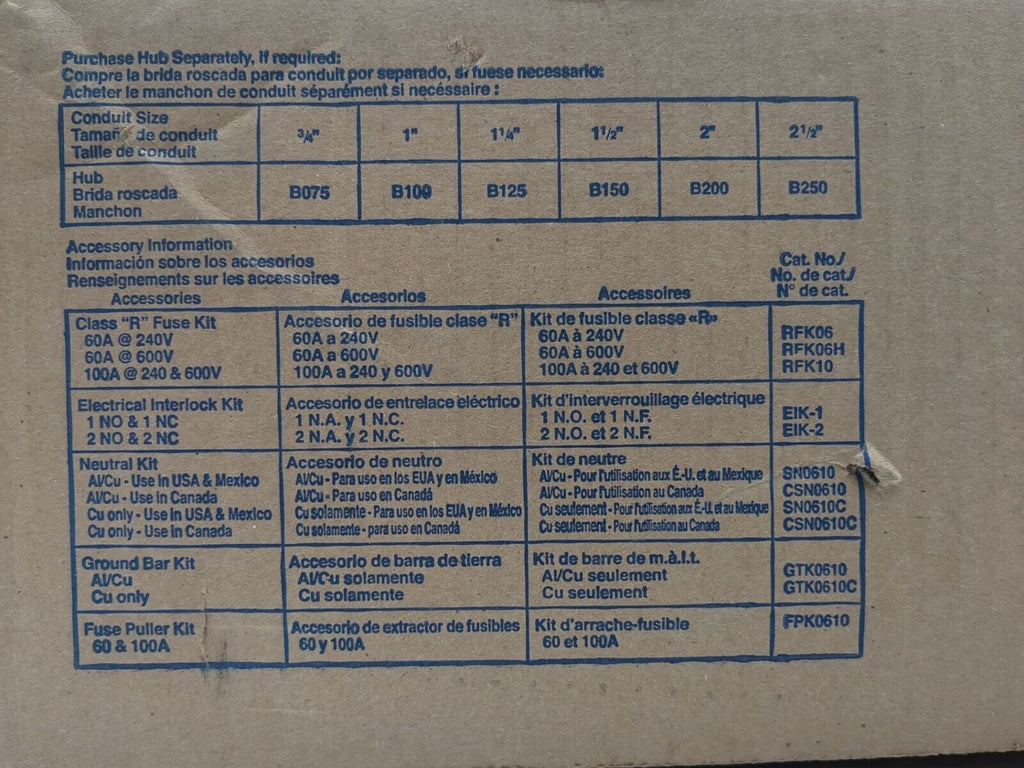 Purchase Hub Separately, if required:
Compre la brida roscada para conduit por separado, si fuese necessario:
Acheter le manchon de conduit séparément si necéssaire :
Conduit Size
Tamaño de conduit
Taille de conduit
3/4" 1" 1 1/4" 1 1/2" 2" 2 1/2"
Hub
Brida roscada
Manchon
B075 B100 B125 B150 B200 B250
Accessory Information
Información sobre los accesorios
Renseignements sur les accessoires
Cat. No./
No. de cat./
N° de cat.
Accessories Accesorios Accessoires
Class "R" Fuse Kit Accesorio de fusible clase "R" Kit de fusible classe «R»
60A @ 240V 60A a 240V 60A à 240V RFK06
60A @ 600V 60A a 600V 60A à 600V RFK06H
100A @ 240 & 600V 100A a 240 y 600V 100A à 240 et 600V RFK10
Electrical Interlock Kit Accesorio de entrelace eléctrico Kit d'interverrouillage électrique
1 NO & 1 NC 1 N.A. y 1 N.C. 1 N.O. et 1 N.F. EIK-1
2 NO & 2 NC 2 N.A. y 2 N.C. 2 N.O. et 2 N.F. EIK-2
Neutral Kit Accesorio de neutro Kit de neutre
Al/Cu - Use in USA & Mexico Al/Cu - Para uso en los EUA y en México Al/Cu - Pour l'utilisation aux É.-U. et au Mexique SN0610
Al/Cu - Use in Canada Al/Cu - Para uso en Canadá Al/Cu - Pour l'utilisation au Canada CSN0610
Cu only - Use in USA & Mexico Cu solamente - Para uso en los EUA y en México Cu seulement - Pour l'utilisation aux É.-U. et au Mexique SN0610C
Cu only - Use in Canada Cu solamente - para uso en Canadá Cu seulement - Pour l'utilisation au Canada CSN0610C
Ground Bar Kit Accesorio de barra de tierra Kit de barre de m.à.l.t.
Al/Cu Al/Cu solamente Al/Cu seulement GTK0610
Cu only Cu solamente Cu seulement GTK0610C
Fuse Puller Kit Accesorio de extractor de fusibles Kit d'arrache-fusible FPK0610
60 & 100A 60 y 100A 60 et 100A